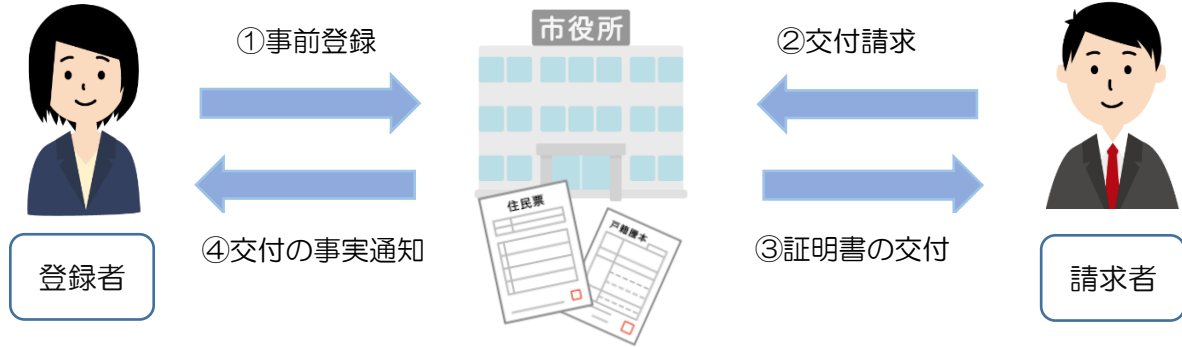 市役所
①事前登録
②交付請求
住民票
戸籍謄本
④交付の事実通知
③証明書の交付
登録者
請求者